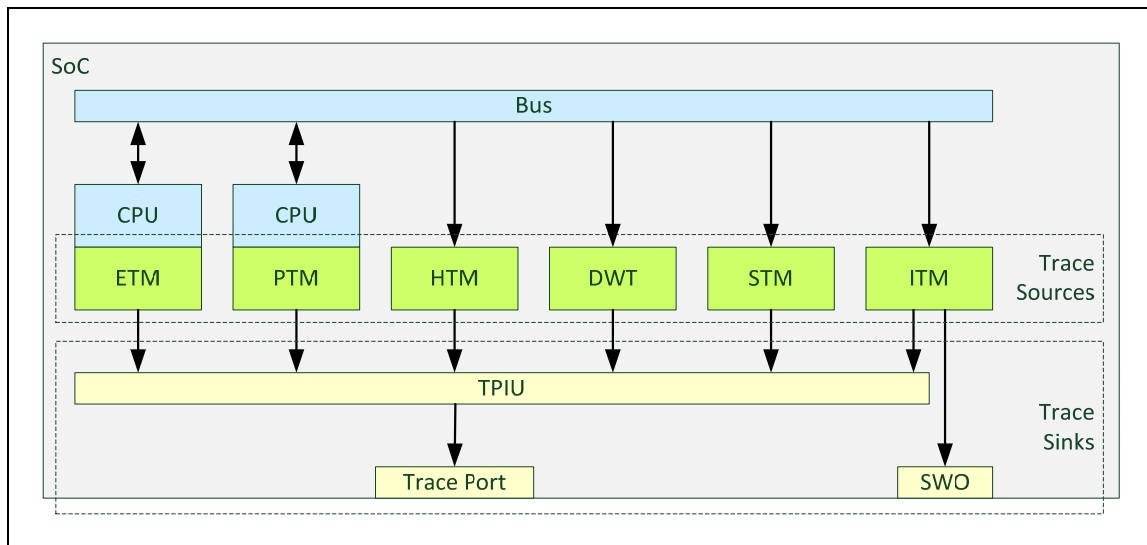 SoC
Bus
CPU
CPU
ETM
PTM
HTM
DWT
STM
ITM
Trace
Sources
TPIU
Trace
Sinks
Trace Port
SWO